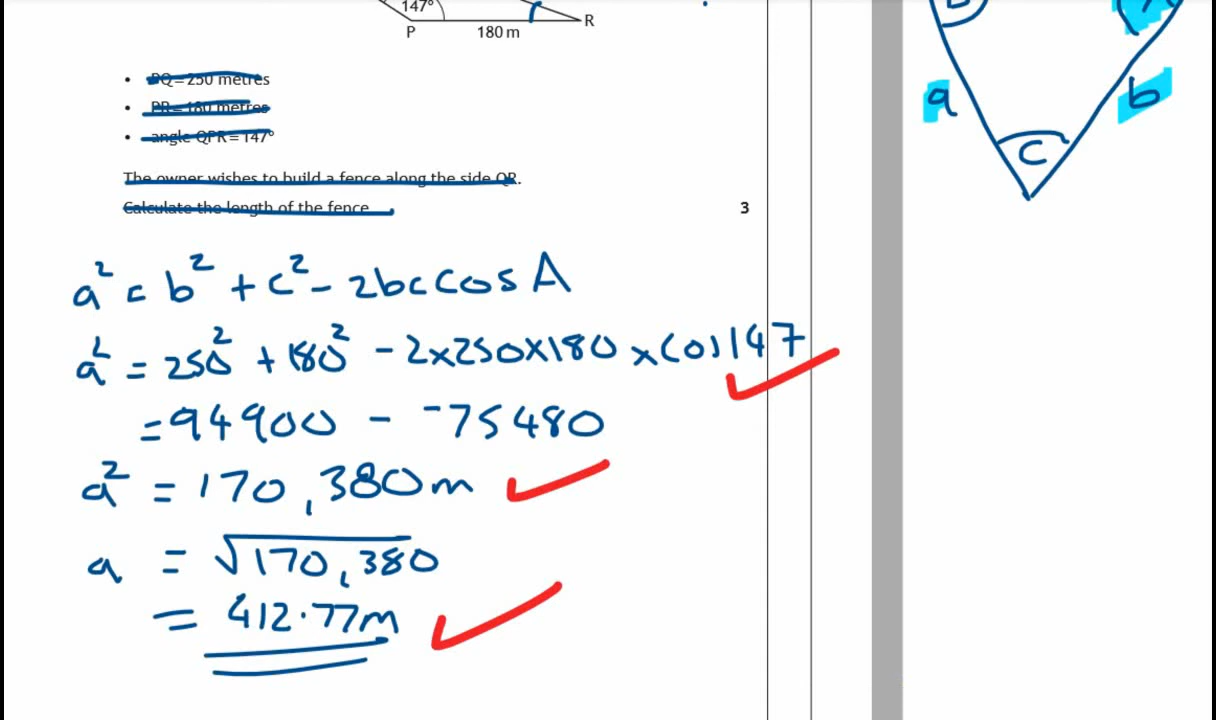 147°
P
180 m
R
• PQ = 250 metres
• PR = 180 metres
• angle QPR = 147°
The owner wishes to build a fence along the side QR.
Calculate the length of the fence
3
a² = b² + c² - 2bc cos A
a² = 250² + 180² - 2×250×180 × cos 147
= 94900 - -75480
a² = 170,380m
a = √170,380
= 412.77m
a
b
C